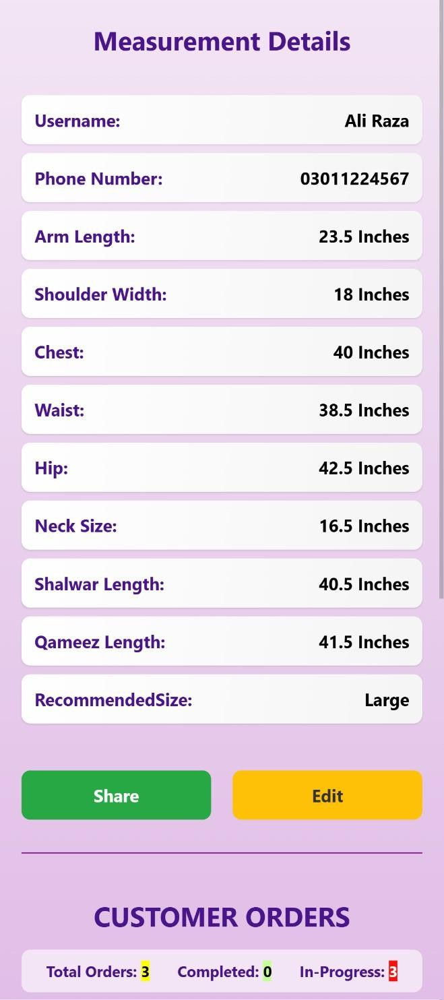 Measurement Details
Username: Ali Raza
Phone Number: 03011224567
Arm Length: 23.5 Inches
Shoulder Width: 18 Inches
Chest: 40 Inches
Waist: 38.5 Inches
Hip: 42.5 Inches
Neck Size: 16.5 Inches
Shalwar Length: 40.5 Inches
Qameez Length: 41.5 Inches
RecommendedSize: Large
Share Edit
CUSTOMER ORDERS
Total Orders: 3 Completed: 0 In-Progress: 3